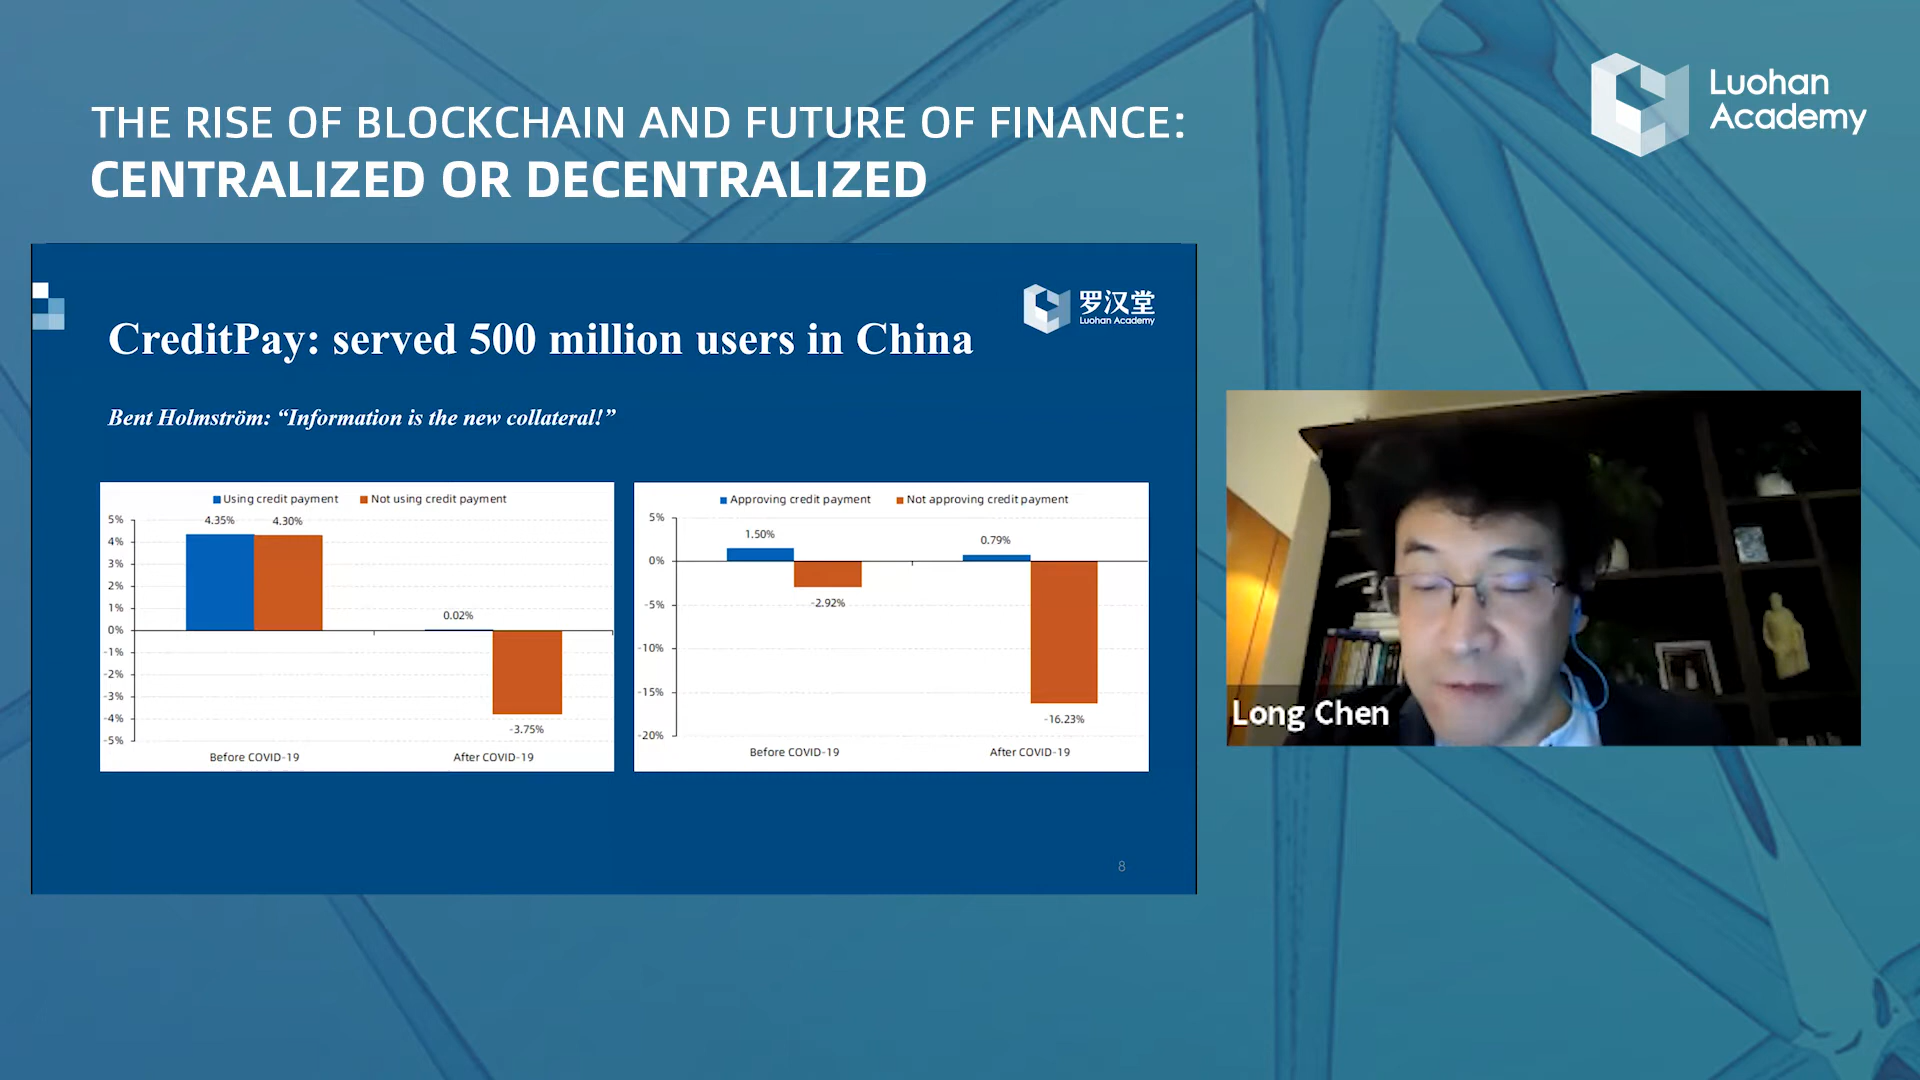 THE RISE OF BLOCKCHAIN AND FUTURE OF FINANCE:
CENTRALIZED OR DECENTRALIZED
Luohan
Academy
罗汉堂
Luohan Academy
CreditPay: served 500 million users in China
Bent Holmström: “Information is the new collateral!”
Using credit payment
Not using credit payment
5%
4%
3%
2%
1%
0%
-1%
-2%
-3%
-4%
-5%
4.35%
4.30%
0.02%
-3.75%
Before COVID-19
After COVID-19
Approving credit payment
Not approving credit payment
5%
0%
-5%
-10%
-15%
-20%
1.50%
-2.92%
0.79%
-16.23%
Before COVID-19
After COVID-19
8
Long Chen